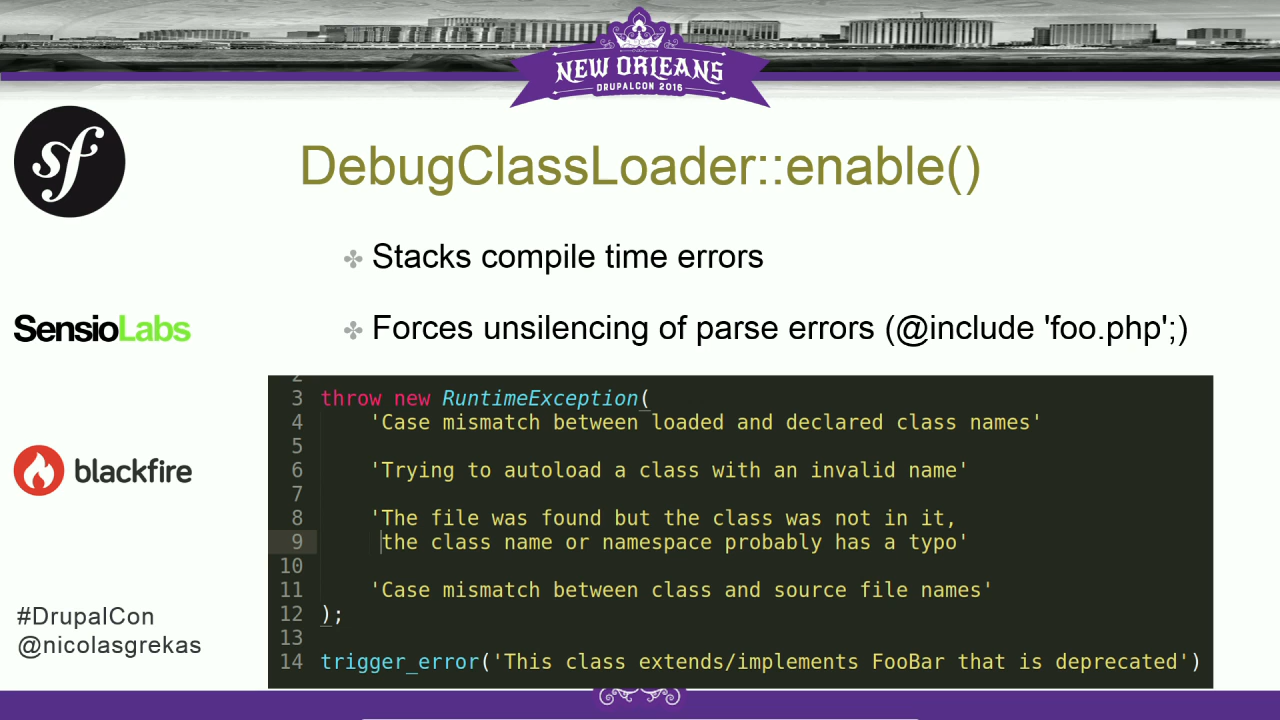 NEW ORLEANS
DRUPALCON 2016
sf
DebugClassLoader::enable()
Stacks compile time errors
SensioLabs
Forces unsilencing of parse errors (@include 'foo.php';)
2
3 throw new RuntimeException(
4 'Case mismatch between loaded and declared class names'
5
6 'Trying to autoload a class with an invalid name'
7
8 'The file was found but the class was not in it,
9 the class name or namespace probably has a typo'
10
11 'Case mismatch between class and source file names'
12 );
13
14 trigger_error('This class extends/implements FooBar that is deprecated')
blackfire
#DrupalCon
@nicolasgrekas